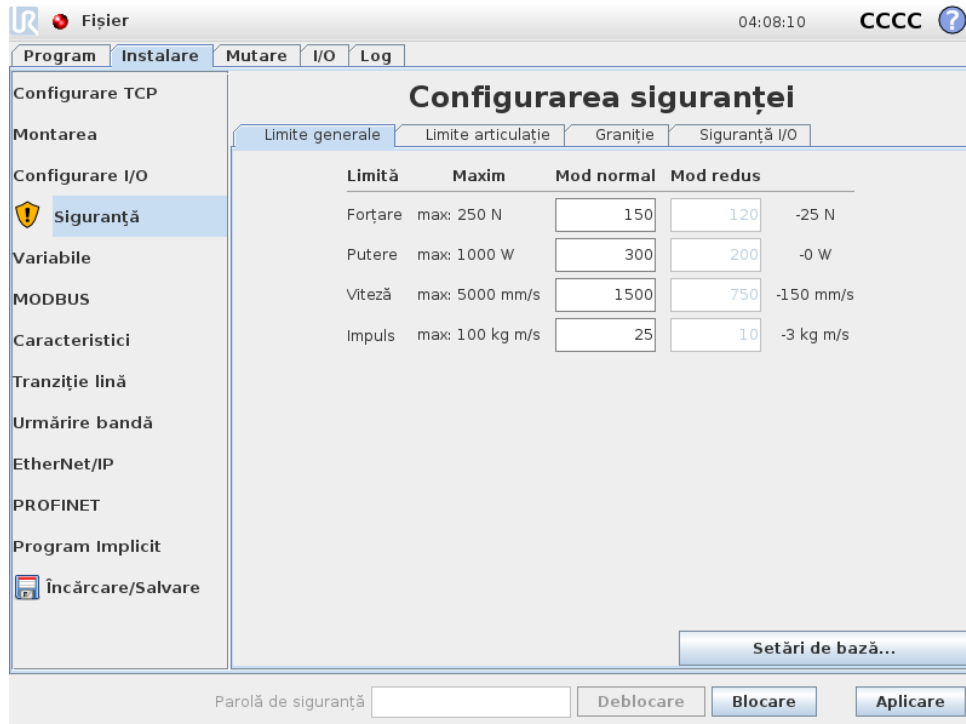 UR Fișier 04:08:10 CCCC ?
Program Instalare Mutare I/O Log
Configurare TCP
Montarea
Configurare I/O
Siguranță
Variabile
MODBUS
Caracteristici
Tranziție lină
Urmărire bandă
EtherNet/IP
PROFINET
Program Implicit
Încărcare/Salvare
Configurarea siguranței
Limite generale Limite articulație Graniție Siguranță I/O
Limită Maxim Mod normal Mod redus
Forțare max: 250 N 150 120 -25 N
Putere max: 1000 W 300 200 -0 W
Viteză max: 5000 mm/s 1500 750 -150 mm/s
Impuls max: 100 kg m/s 25 10 -3 kg m/s
Setări de bază...
Parolă de siguranță Deblocare Blocare Aplicare